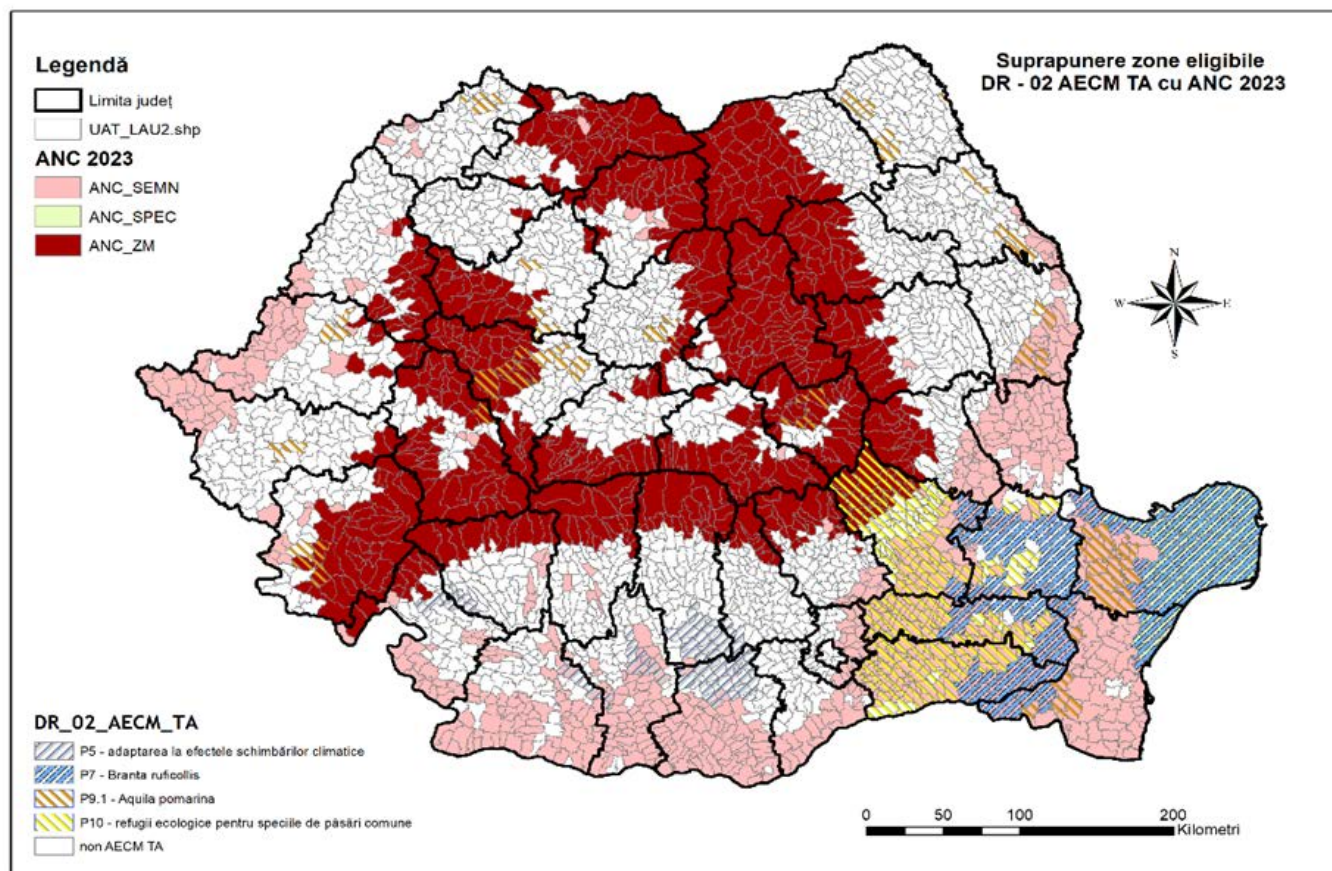 Suprapunere zone eligibile
DR - 02 AECM TA cu ANC 2023
Legendă
Limita județ
UAT_LAU2.shp
ANC 2023
ANC_SEMN
ANC_SPEC
ANC_ZM
N
W E
S
DR_02_AECM_TA
P5 - adaptarea la efectele schimbărilor climatice
P7 - Branta ruficollis
P9.1 - Aquila pomarina
P10 - refugii ecologice pentru speciile de păsări comune
non AECM TA
0 50 100 200
Kilometri